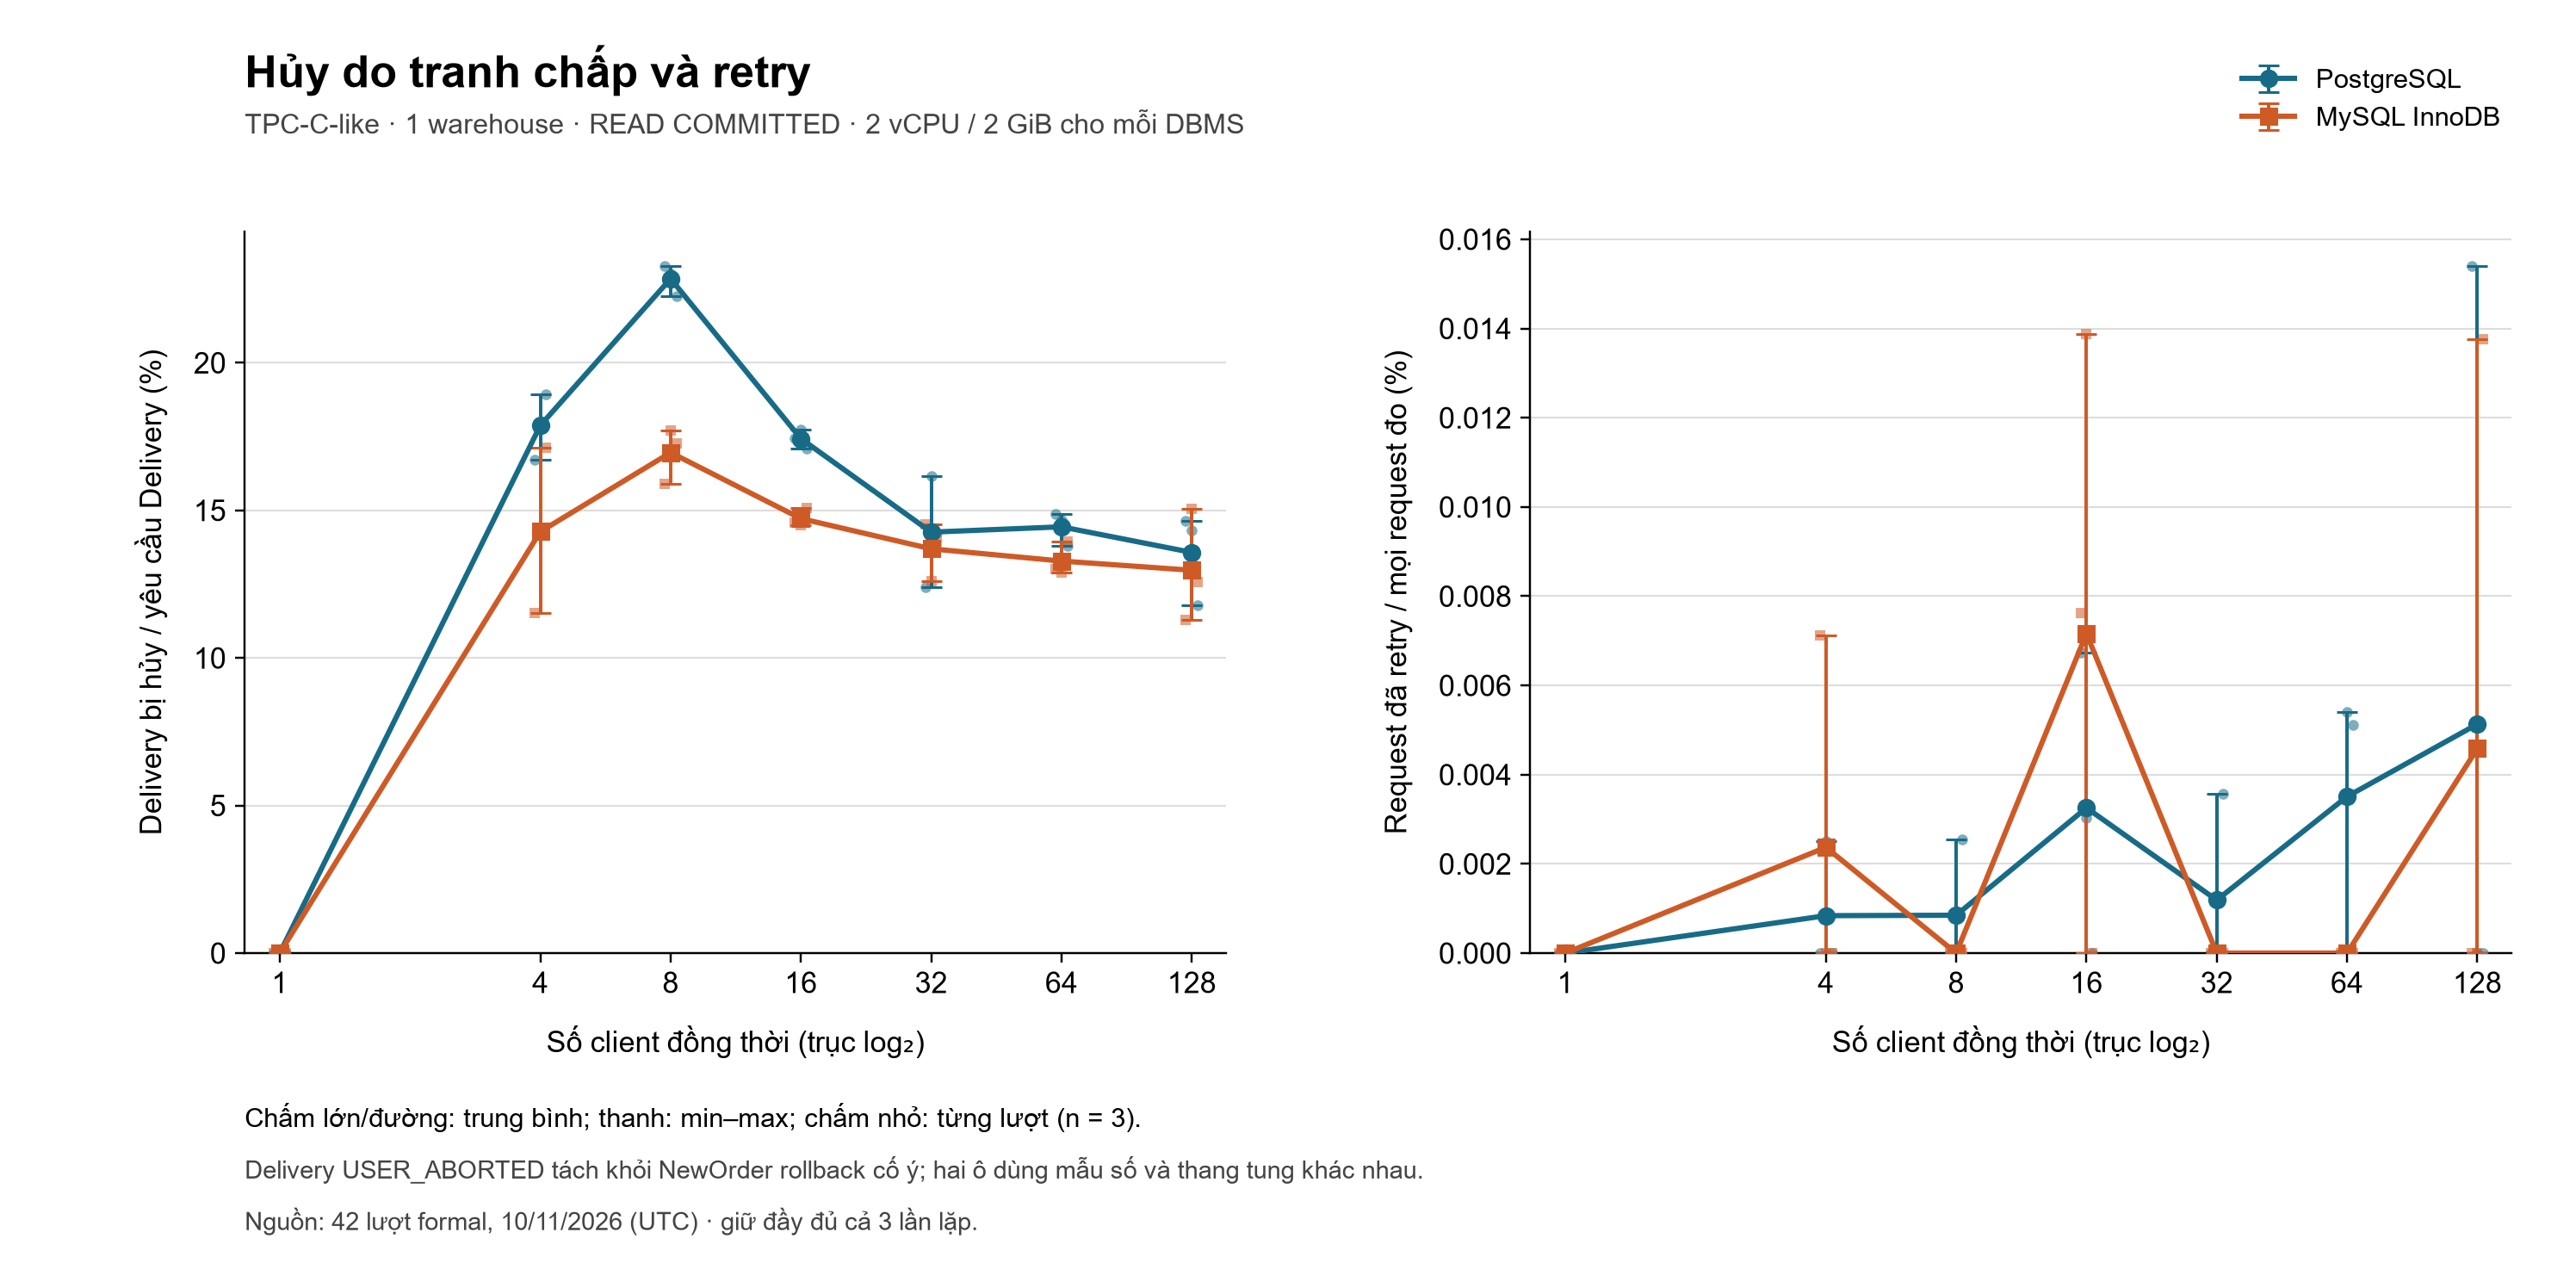 Hủy do tranh chấp và retry
TPC-C-like · 1 warehouse · READ COMMITTED · 2 vCPU / 2 GiB cho mỗi DBMS
PostgreSQL
MySQL InnoDB
Delivery bị hủy / yêu cầu Delivery (%)
20
15
10
5
0
1 4 8 16 32 64 128
Số client đồng thời (trục log₂)
Request đã retry / mọi request đo (%)
0.016
0.014
0.012
0.010
0.008
0.006
0.004
0.002
0.000
1 4 8 16 32 64 128
Số client đồng thời (trục log₂)
Chấm lớn/đường: trung bình; thanh: min–max; chấm nhỏ: từng lượt (n = 3).
Delivery USER_ABORTED tách khỏi NewOrder rollback cố ý; hai ô dùng mẫu số và thang tung khác nhau.
Nguồn: 42 lượt formal, 10/11/2026 (UTC) · giữ đầy đủ cả 3 lần lặp.